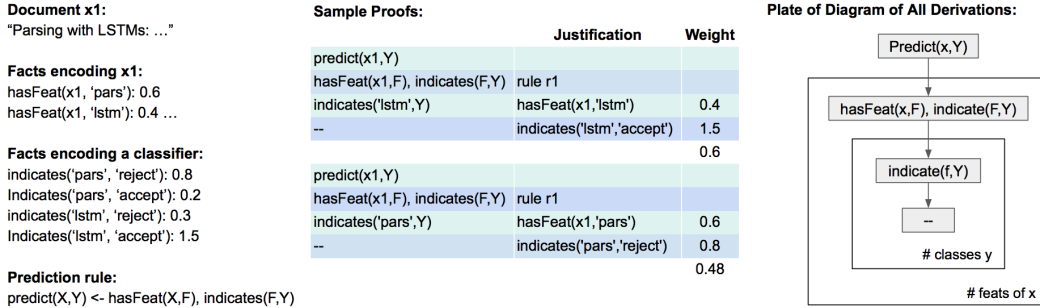 Document x1:
“Parsing with LSTMs: …”
Facts encoding x1:
hasFeat(x1, ‘pars’): 0.6
hasFeat(x1, ‘lstm’): 0.4 …
Facts encoding a classifier:
indicates(‘pars’, ‘reject’): 0.8
Indicates(‘pars’, ‘accept’): 0.2
indicates(‘lstm’, ‘reject’): 0.3
Indicates(‘lstm’, ‘accept’): 1.5
Prediction rule:
predict(X,Y) <- hasFeat(X,F), indicates(F,Y)
Sample Proofs:
Justification Weight
predict(x1,Y)
hasFeat(x1,F), indicates(F,Y) rule r1
indicates('lstm',Y) hasFeat(x1,'lstm') 0.4
-- indicates('lstm','accept') 1.5
0.6
predict(x1,Y)
hasFeat(x1,F), indicates(F,Y) rule r1
indicates('pars',Y) hasFeat(x1,'pars') 0.6
-- indicates('pars','reject') 0.8
0.48
Plate of Diagram of All Derivations:
Predict(x,Y)
hasFeat(x,F), indicate(F,Y)
indicate(f,Y)
--
# classes y
# feats of x